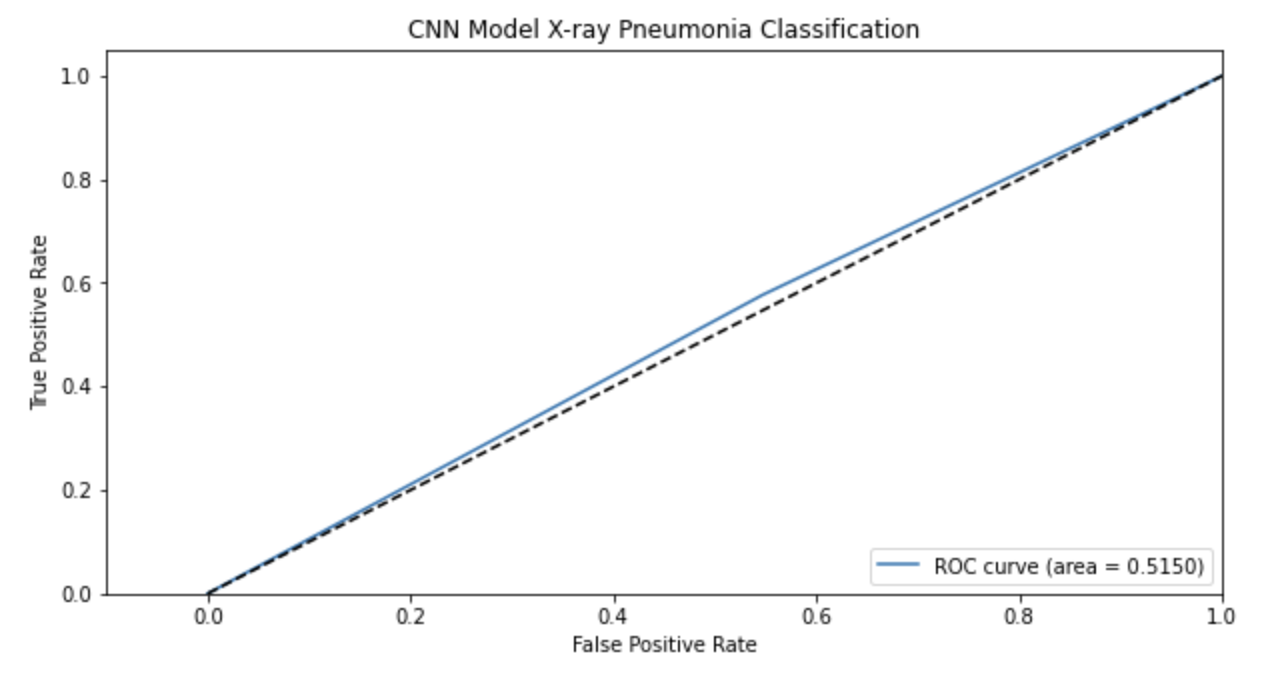 CNN Model X-ray Pneumonia Classification
1.0
0.8
0.6
0.4
0.2
0.0
True Positive Rate
ROC curve (area = 0.5150)
0.0 0.2 0.4 0.6 0.8 1.0
False Positive Rate